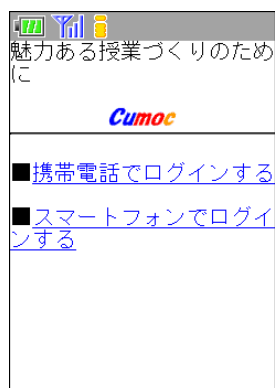 魅力ある授業づくりのため
に
Cumoc
■携帯電話でログインする
■スマートフォンでログイ
ンする